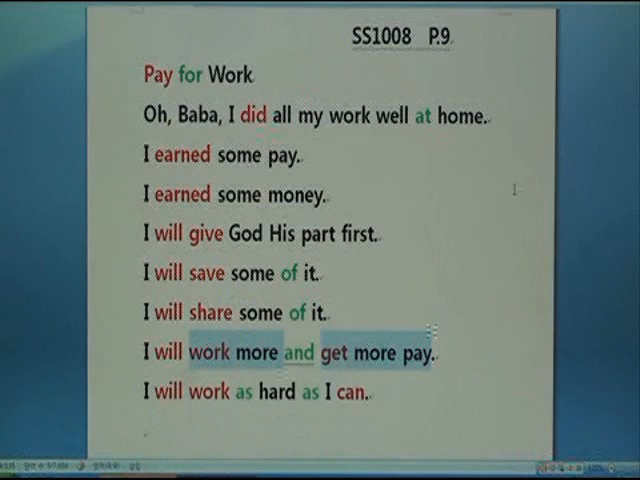 SS1008 P.9
Pay for Work
Oh, Baba, I did all my work well at home.
I earned some pay.
I earned some money.
I will give God His part first.
I will save some of it.
I will share some of it.
I will work more and get more pay.
I will work as hard as I can.